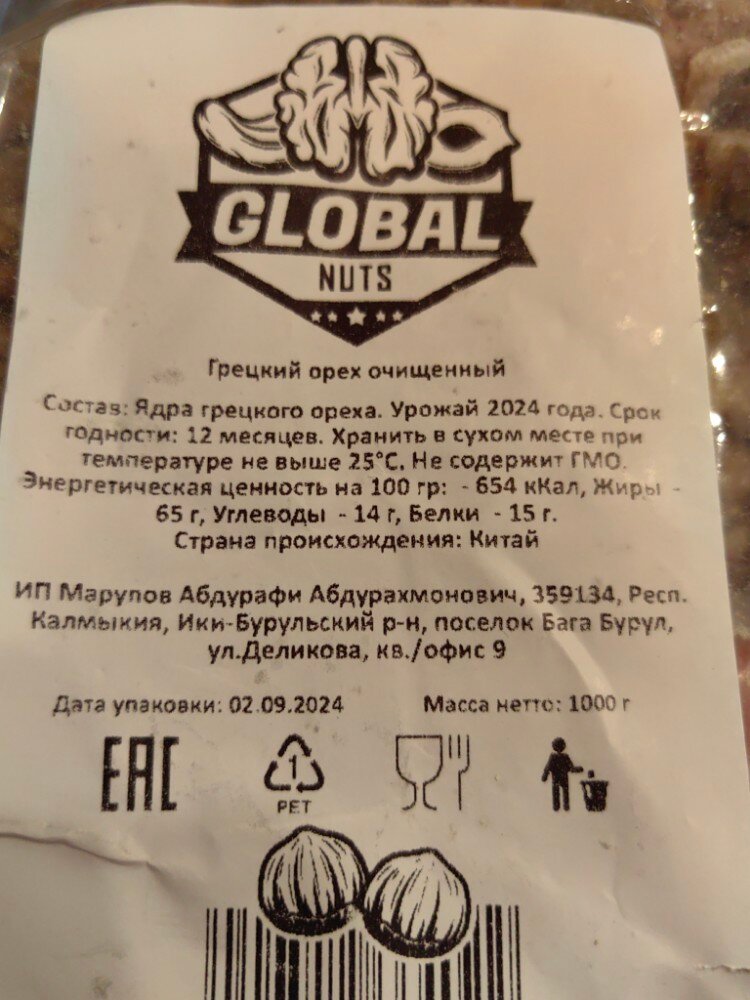 GLOBAL
NUTS
Грецкий орех очищенный
Состав: Ядра грецкого ореха. Урожай 2024 года. Срок
годности: 12 месяцев. Хранить в сухом месте при
температуре не выше 25°С. Не содержит ГМО.
Энергетическая ценность на 100 гр:  - 654 кКал, Жиры -
65 г, Углеводы  - 14 г, Белки  - 15 г.
Страна происхождения: Китай
ИП Марупов Абдурафи Абдурахмонович, 359134, Респ.
Калмыкия, Ики-Бурульский р-н, поселок Бага Бурул,
ул.Деликова, кв./офис 9
Дата упаковки: 02.09.2024 Масса нетто: 1000 г
EAC 1
PET